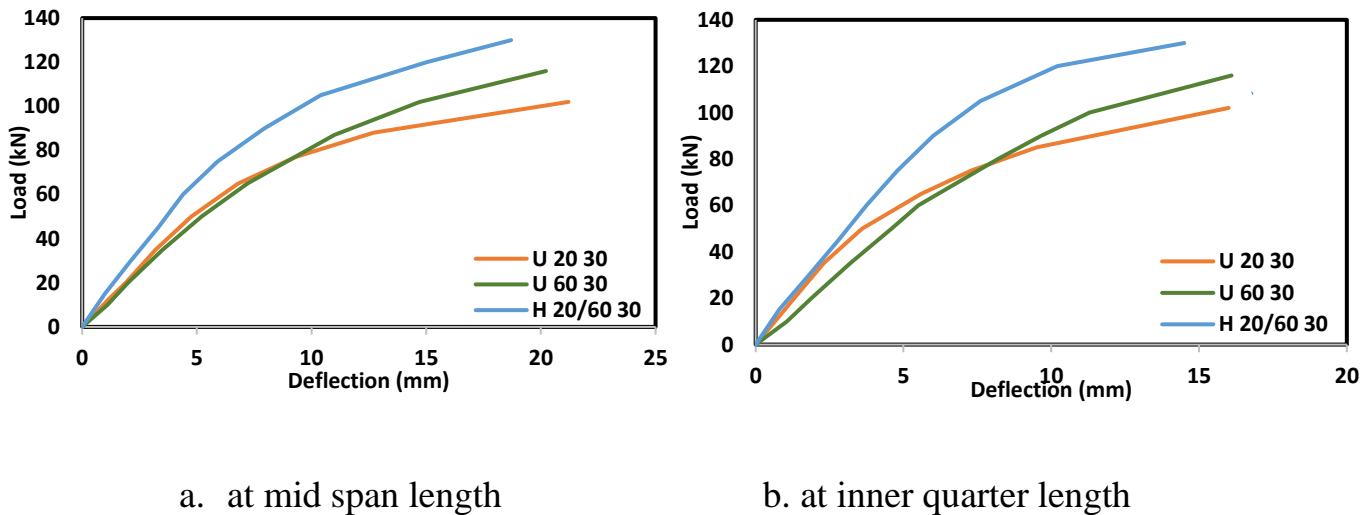 140
120
100
80
60
40
20
0
Load (kN)
0 5 10 15 20 25
Deflection (mm)
U 20 30
U 60 30
H 20/60 30
a. at mid span length
140
120
100
80
60
40
20
0
Load (kN)
0 5 10 15 20
Deflection (mm)
U 20 30
U 60 30
H 20/60 30
b. at inner quarter length